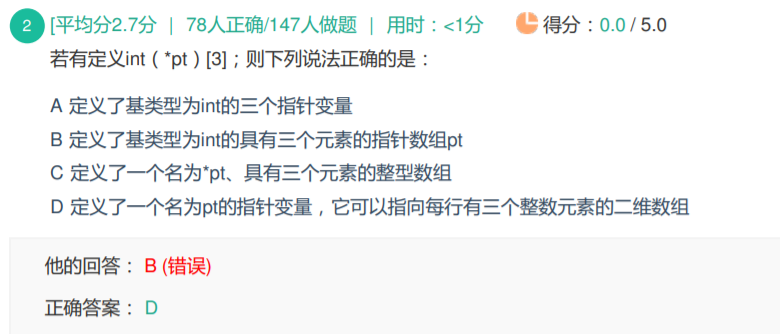 2 [平均分2.7分 | 78人正确/147人做题 | 用时：<1分 得分：0.0 / 5.0
若有定义int（*pt）[3]；则下列说法正确的是：
A 定义了基类型为int的三个指针变量
B 定义了基类型为int的具有三个元素的指针数组pt
C 定义了一个名为*pt、具有三个元素的整型数组
D 定义了一个名为pt的指针变量，它可以指向每行有三个整数元素的二维数组
他的回答： B (错误)
正确答案： D